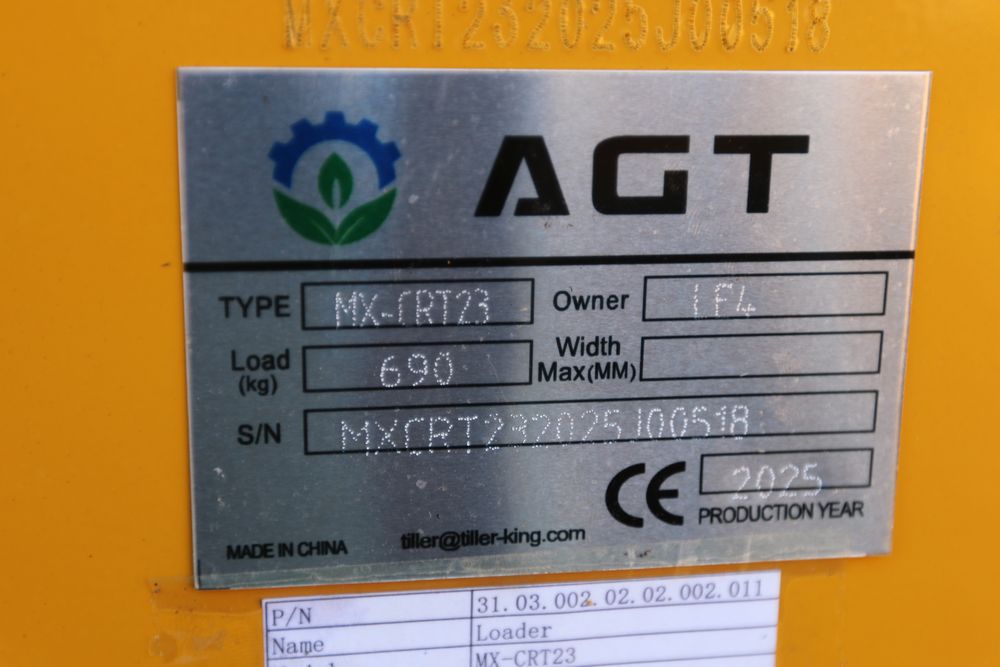 MXCRT232025J00518
AGT
TYPE MX-CRT23 Owner LF4
Load (kg) 690 Width Max(MM)
S/N MXCRT232025J00518
CE 2025
PRODUCTION YEAR
MADE IN CHINA tiller@tiller-king.com
P/N 31.03.002.02.02.002.011
Name Loader
MX-CRT23